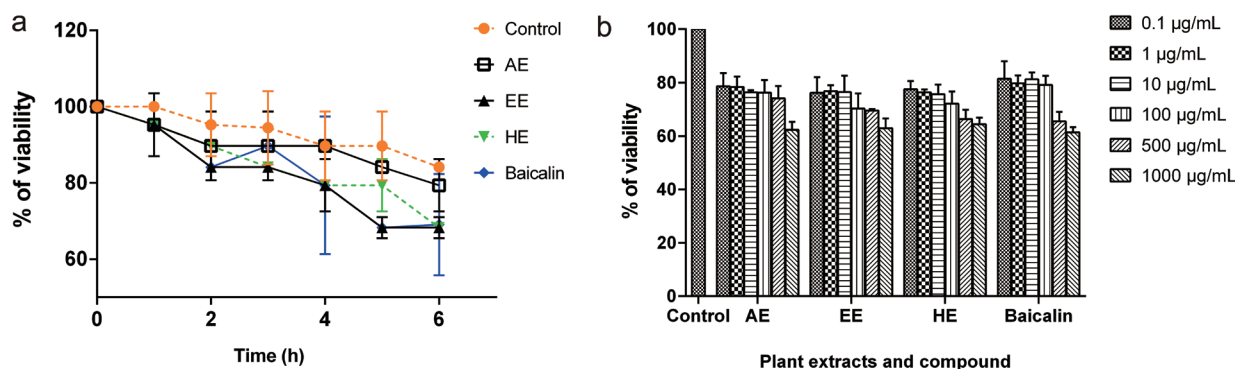 a
% of viability
120
100
80
60
0
2
4
6
Time (h)
Control
AE
EE
HE
Baicalin
b
% of viability
100
80
60
40
20
0
Control
AE
EE
HE
Baicalin
Plant extracts and compound
0.1 µg/mL
1 µg/mL
10 µg/mL
100 µg/mL
500 µg/mL
1000 µg/mL